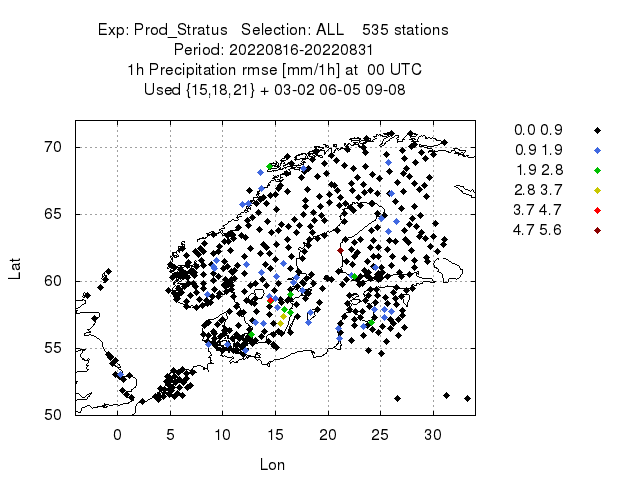 Exp: Prod_Stratus   Selection: ALL    535 stations
Period: 20220816-20220831
1h Precipitation rmse [mm/1h] at  00 UTC
Used {15,18,21} + 03-02 06-05 09-08
0.0 0.9
0.9 1.9
1.9 2.8
2.8 3.7
3.7 4.7
4.7 5.6
70
65
60
55
50
Lat
0 5 10 15 20 25 30
Lon